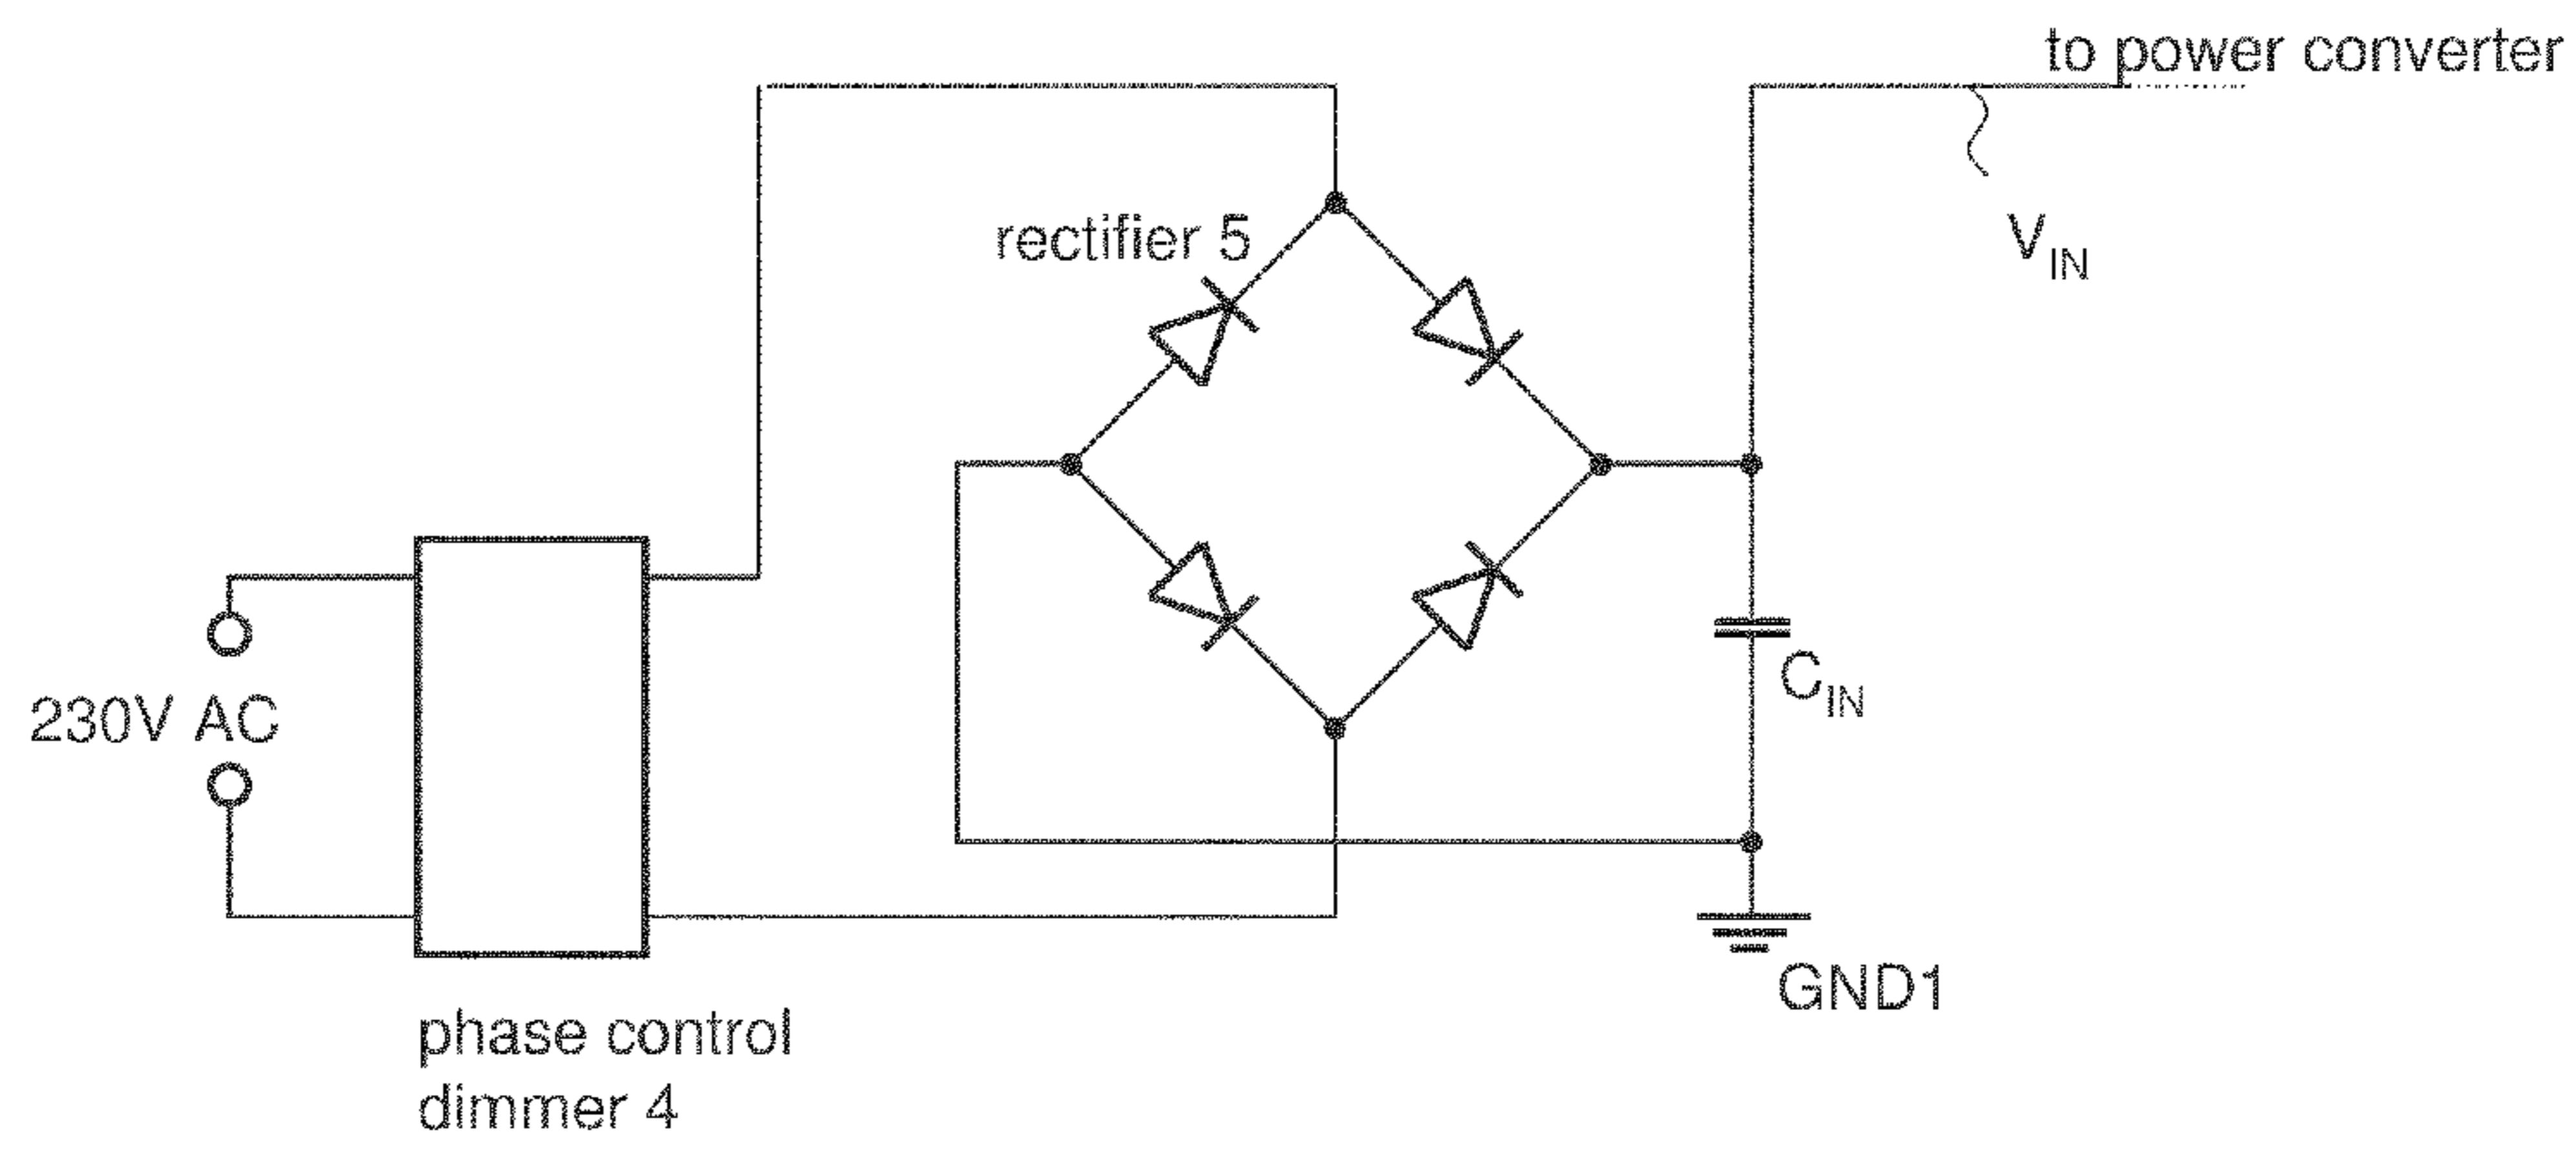 to power converter
rectifier 5
V_IN
230V AC
C_IN
GND1
phase control
dimmer 4